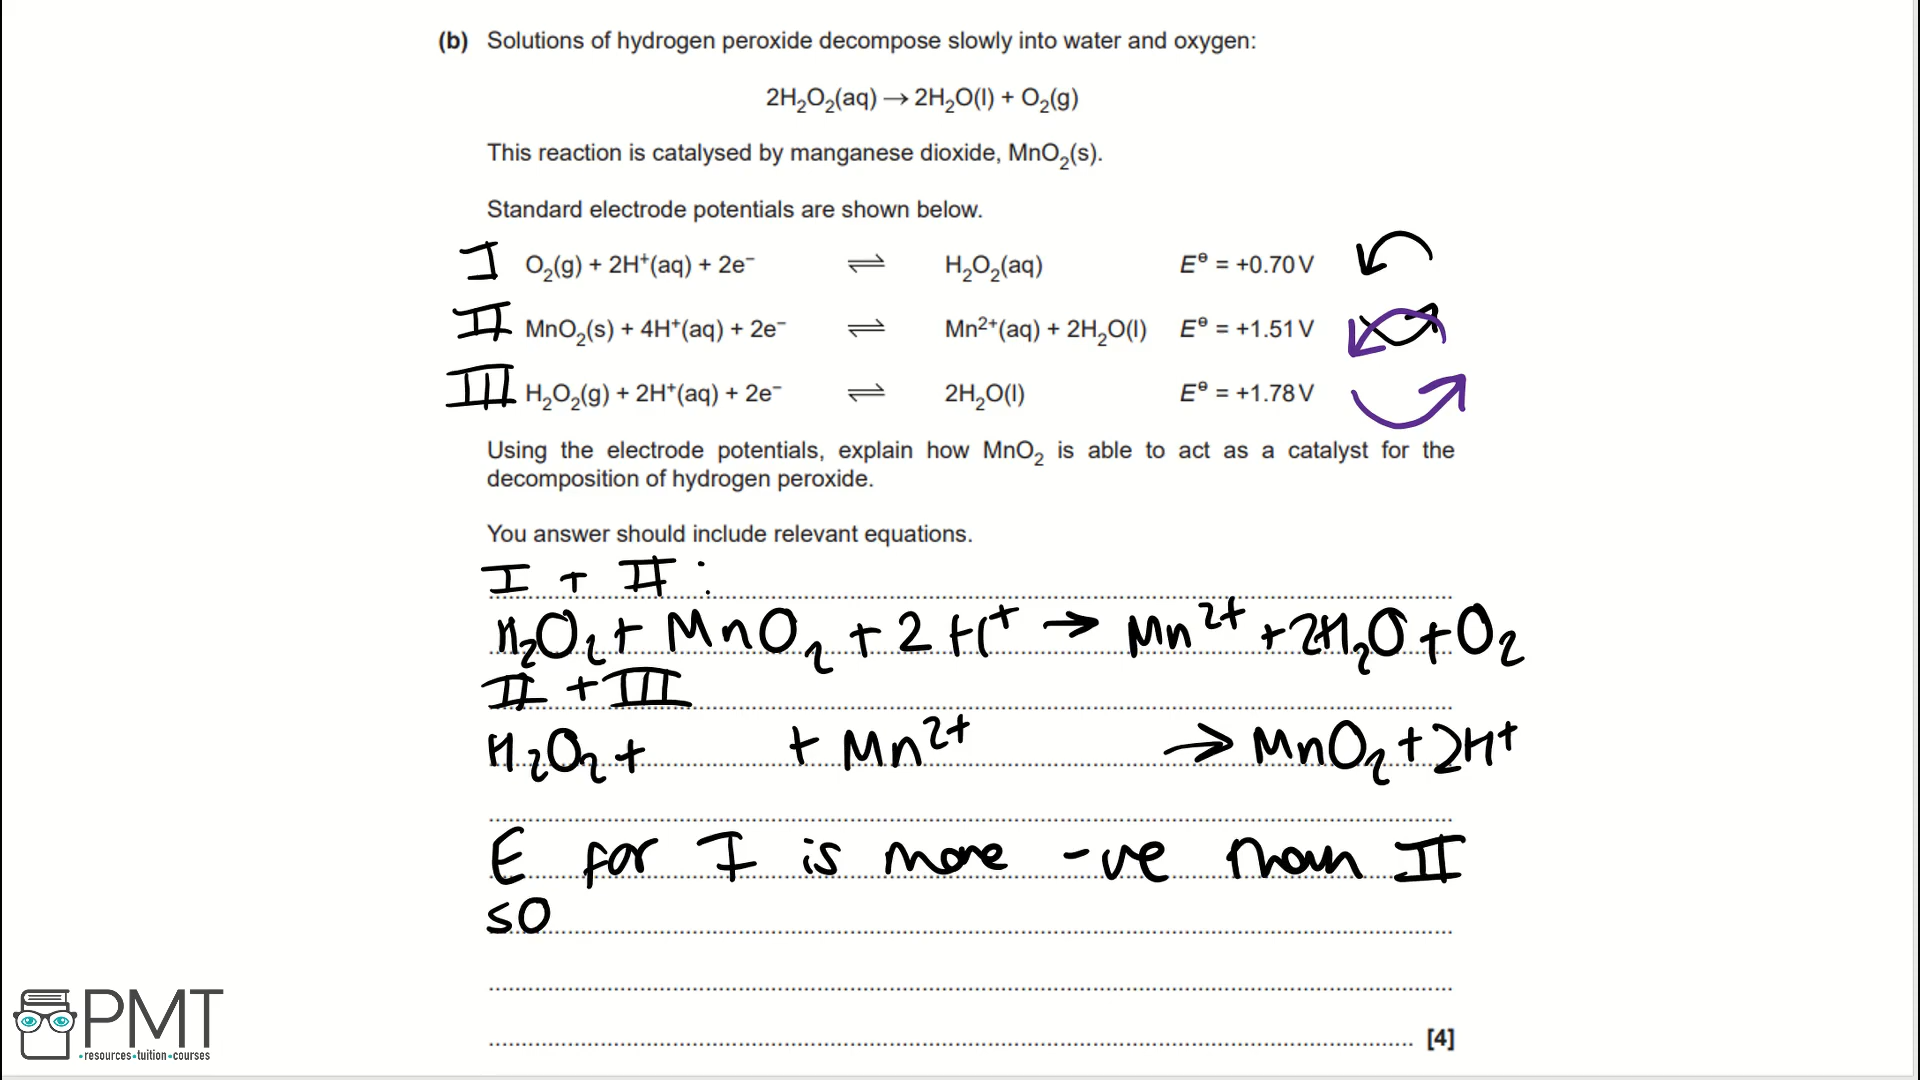 (b) Solutions of hydrogen peroxide decompose slowly into water and oxygen:
2H₂O₂(aq) → 2H₂O(l) + O₂(g)
This reaction is catalysed by manganese dioxide, MnO₂(s).
Standard electrode potentials are shown below.
I O₂(g) + 2H⁺(aq) + 2e⁻ ⇌ H₂O₂(aq) E⦵ = +0.70 V
II MnO₂(s) + 4H⁺(aq) + 2e⁻ ⇌ Mn²⁺(aq) + 2H₂O(l) E⦵ = +1.51 V
III H₂O₂(g) + 2H⁺(aq) + 2e⁻ ⇌ 2H₂O(l) E⦵ = +1.78 V
Using the electrode potentials, explain how MnO₂ is able to act as a catalyst for the
decomposition of hydrogen peroxide.
You answer should include relevant equations.
I + II :
H₂O₂ + MnO₂ + 2H⁺ → Mn²⁺ + 2H₂O + O₂
II + III
H₂O₂ + + Mn²⁺ → MnO₂ + 2H⁺
E for I is more -ve than II
so
[4]
PMT
resources•tuition•courses